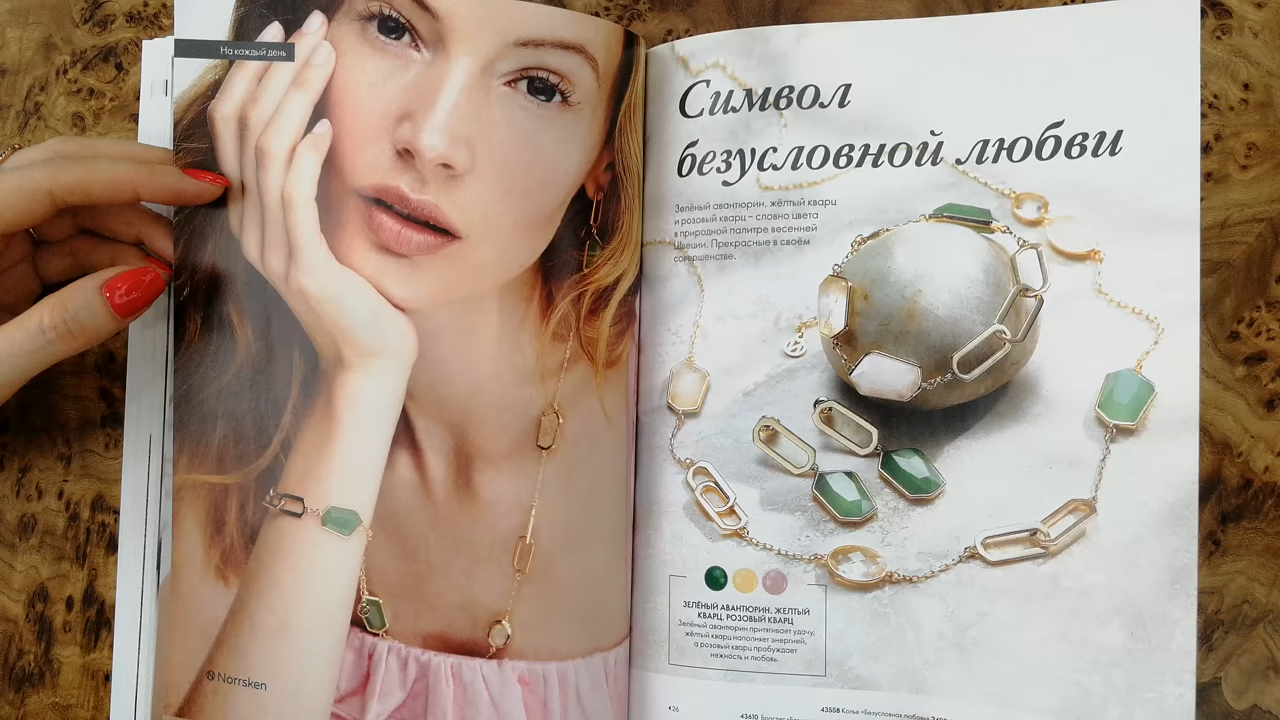 На каждый день
Norrsken
Символ
безусловной любви
Зелёный авантюрин, жёлтый кварц
и розовый кварц – словно цвета
в природной палитре весенней
Швеции. Прекрасные в своём
совершенстве.
ЗЕЛЁНЫЙ АВАНТЮРИН, ЖЕЛТЫЙ
КВАРЦ, РОЗОВЫЙ КВАРЦ
Зелёный авантюрин притягивает удачу,
жёлтый кварц наполняет энергией,
а розовый кварц пробуждает
нежность и любовь.
26
43610 Браслет
43558 Колье «Безусловная любовь»